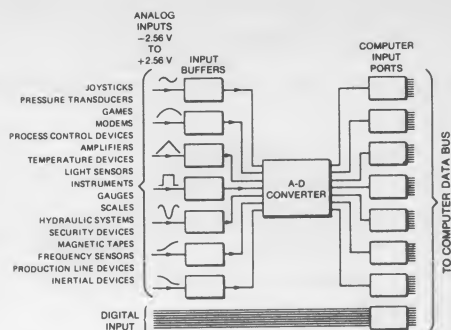 ANALOG
INPUTS
−2.56 V
TO
+2.56 V
INPUT
BUFFERS
COMPUTER
INPUT
PORTS
JOYSTICKS
PRESSURE TRANSDUCERS
GAMES
MODEMS
PROCESS CONTROL DEVICES
AMPLIFIERS
TEMPERATURE DEVICES
LIGHT SENSORS
INSTRUMENTS
GAUGES
SCALES
HYDRAULIC SYSTEMS
SECURITY DEVICES
MAGNETIC TAPES
FREQUENCY SENSORS
PRODUCTION LINE DEVICES
INERTIAL DEVICES
A-D
CONVERTER
TO COMPUTER DATA BUS
DIGITAL
INPUT